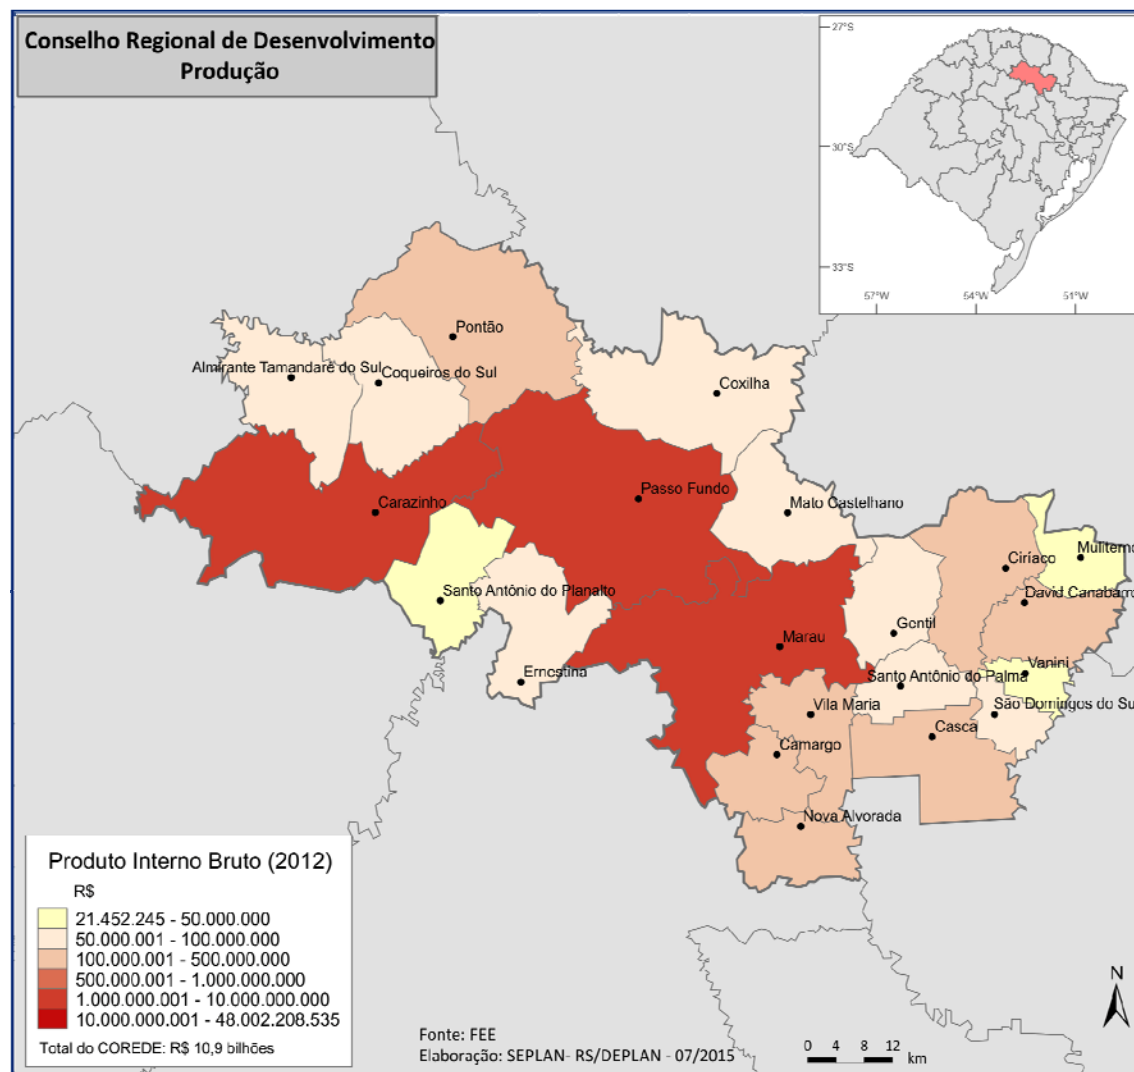 Conselho Regional de Desenvolvimento
Produção
27°S
30°S
33°S
57°W
54°W
51°W
Pontão
Almirante Tamandaré do Sul
Coqueiros do Sul
Coxilha
Passo Fundo
Carazinho
Mato Castelhano
Ciríaco
Muliterno
Santo Antônio do Planalto
David Canabarro
Marau
Gentil
Ernestina
Santo Antônio do Palma
Vanini
Vila Maria
São Domingos do Su
Casca
Camargo
Nova Alvorada
Produto Interno Bruto (2012)
R$
21.452.245 - 50.000.000
50.000.001 - 100.000.000
100.000.001 - 500.000.000
500.000.001 - 1.000.000.000
1.000.000.001 - 10.000.000.000
10.000.000.001 - 48.002.208.535
Total do COREDE: R$ 10,9 bilhões
Fonte: FEE
Elaboração: SEPLAN- RS/DEPLAN - 07/2015
0 4 8 12
km
N